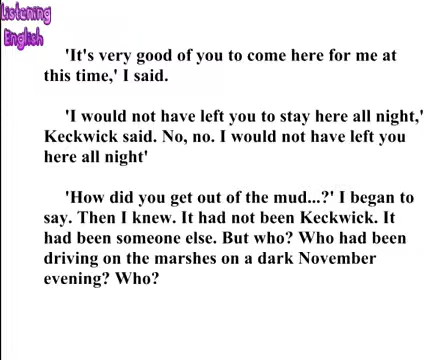 Listening
English
'It's very good of you to come here for me at
this time,' I said.
'I would not have left you to stay here all night,'
Keckwick said. No, no. I would not have left you
here all night'
'How did you get out of the mud...?' I began to
say. Then I knew. It had not been Keckwick. It
had been someone else. But who? Who had been
driving on the marshes on a dark November
evening? Who?